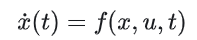 ẋ(t) = f(x, u, t)